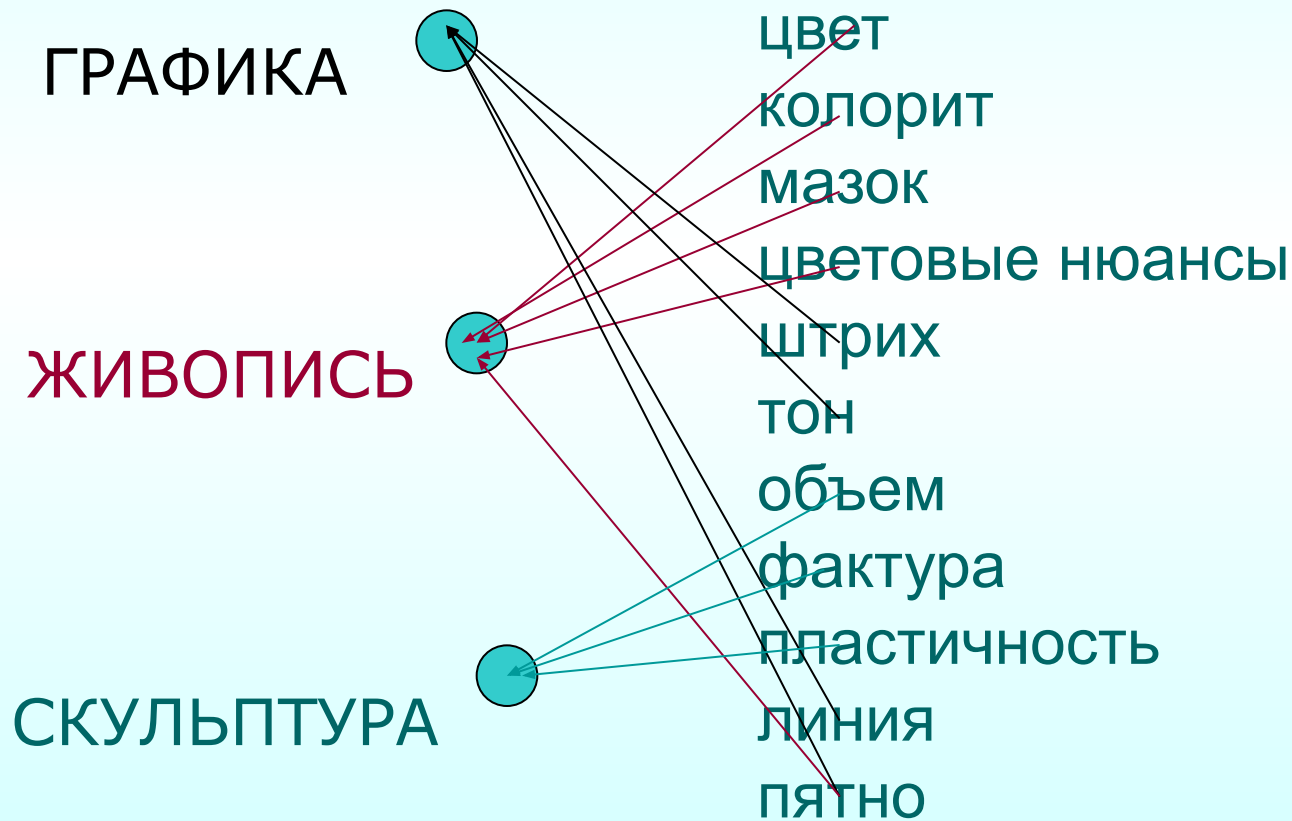 ГРАФИКА
ЖИВОПИСЬ
СКУЛЬПТУРА
цвет
колорит
мазок
цветовые нюансы
штрих
тон
объем
фактура
пластичность
линия
пятно